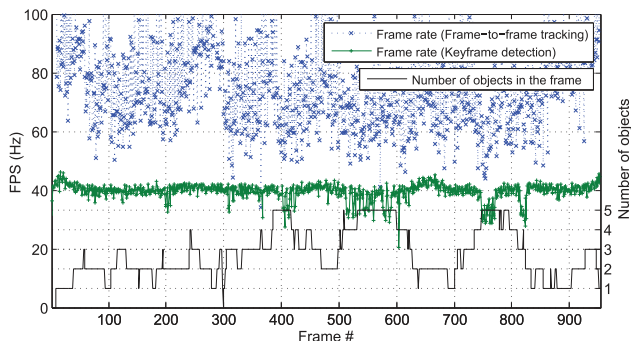 100
80
60
40
20
0
FPS (Hz)
Frame rate (Frame-to-frame tracking)
Frame rate (Keyframe detection)
Number of objects in the frame
5
4
3
2
1
Number of objects
100 200 300 400 500 600 700 800 900
Frame #